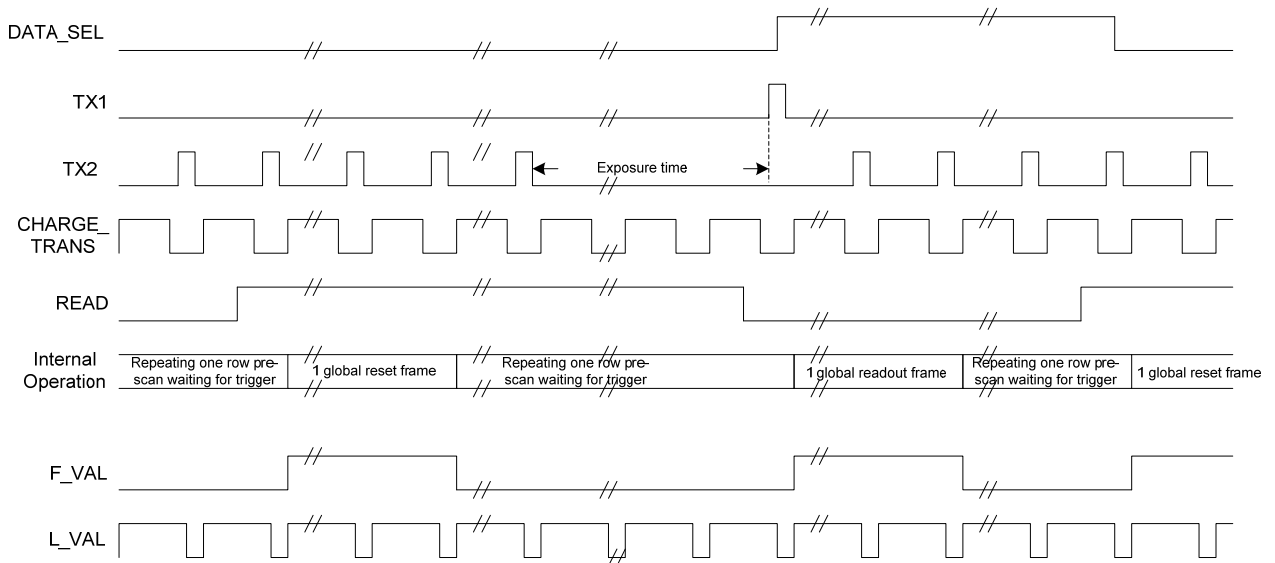 DATA_SEL
TX1
TX2
Exposure time
CHARGE_
TRANS
READ
Internal
Operation
Repeating one row pre-
scan waiting for trigger
1 global reset frame
Repeating one row pre-
scan waiting for trigger
1 global readout frame
Repeating one row pre-
scan waiting for trigger
1 global reset frame
F_VAL
L_VAL